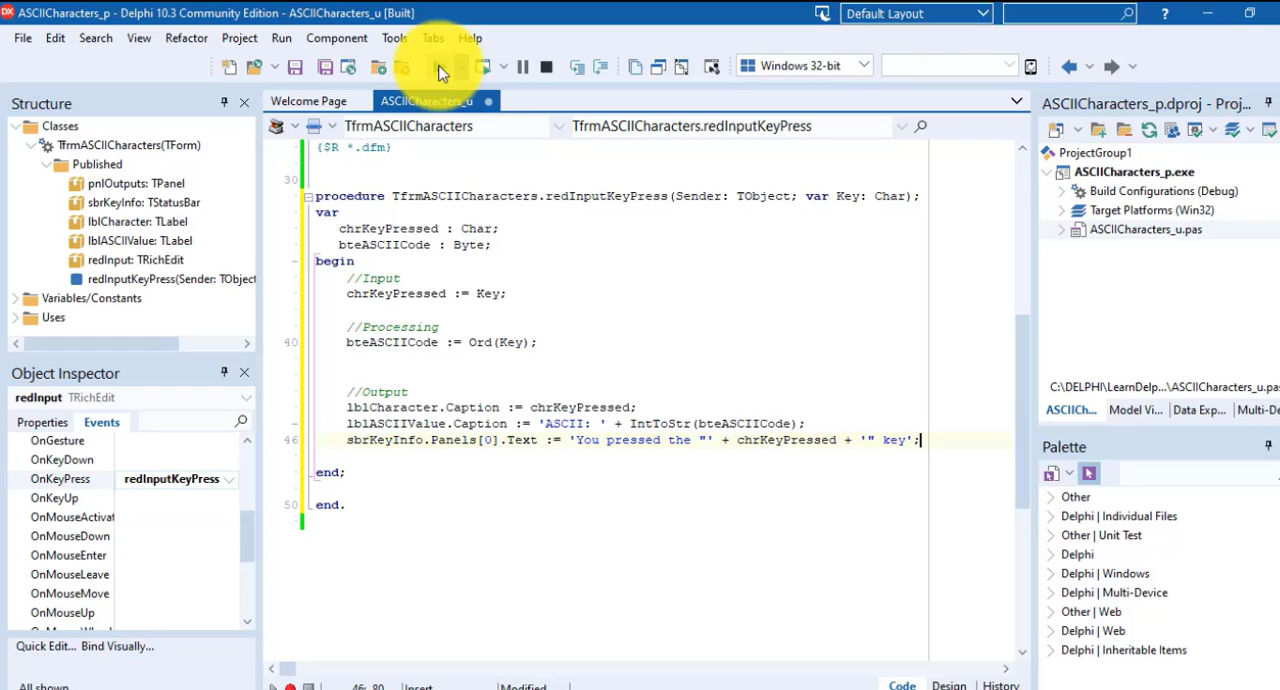 DX ASCIICharacters_p - Delphi 10.3 Community Edition - ASCIICharacters_u [Built] Default Layout ?
File Edit Search View Refactor Project Run Component Tools Tabs Help
Windows 32-bit
Structure
Classes
TfrmASCIICharacters(TForm)
Published
pnlOutputs: TPanel
sbrKeyInfo: TStatusBar
lblCharacter: TLabel
lblASCIIValue: TLabel
redInput: TRichEdit
redInputKeyPress(Sender: TObject
Variables/Constants
Uses
Object Inspector
redInput TRichEdit
Properties Events
OnGesture
OnKeyDown
OnKeyPress redInputKeyPress
OnKeyUp
OnMouseActivat
OnMouseDown
OnMouseEnter
OnMouseLeave
OnMouseMove
OnMouseUp
Quick Edit... Bind Visually...
All shown
Welcome Page ASCIICharacters_u
TfrmASCIICharacters TfrmASCIICharacters.redInputKeyPress
{$R *.dfm}
30
procedure TfrmASCIICharacters.redInputKeyPress(Sender: TObject; var Key: Char);
var
chrKeyPressed : Char;
bteASCIICode : Byte;
begin
//Input
chrKeyPressed := Key;
//Processing
40 bteASCIICode := Ord(Key);
//Output
lblCharacter.Caption := chrKeyPressed;
lblASCIIValue.Caption := 'ASCII: ' + IntToStr(bteASCIICode);
46 sbrKeyInfo.Panels[0].Text := 'You pressed the "' + chrKeyPressed + '" key';
end;
50 end.
46: 80 Insert Modified Code Design History
ASCIICharacters_p.dproj - Proj...
ProjectGroup1
ASCIICharacters_p.exe
Build Configurations (Debug)
Target Platforms (Win32)
ASCIICharacters_u.pas
C:\DELPHI\LearnDelp...\ASCIICharacters_u.pas
ASCIICh... Model Vi... Data Exp... Multi-D
Palette
Other
Delphi | Individual Files
Other | Unit Test
Delphi
Delphi | Windows
Delphi | Multi-Device
Other | Web
Delphi | Web
Delphi | Inheritable Items